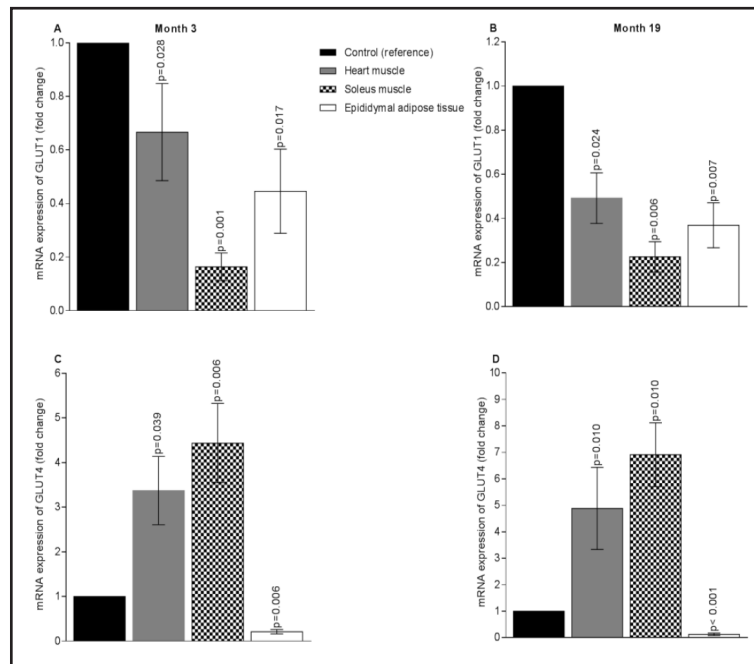 A
Month 3
mRNA expression of GLUT1 (fold change)
1.0
0.8
0.6
0.4
0.2
0.0
p=0.028
p=0.001
p=0.017
Control (reference)
Heart muscle
Soleus muscle
Epididymal adipose tissue
B
Month 19
mRNA expression of GLUT1 (fold change)
1.2
1.0
0.8
0.6
0.4
0.2
0.0
p=0.024
p=0.006
p=0.007
C
mRNA expression of GLUT4 (fold change)
6
5
4
3
2
1
0
p=0.039
p=0.006
p=0.006
D
mRNA expression of GLUT4 (fold change)
10
9
8
7
6
5
4
3
2
1
0
p=0.010
p=0.010
p< 0.001